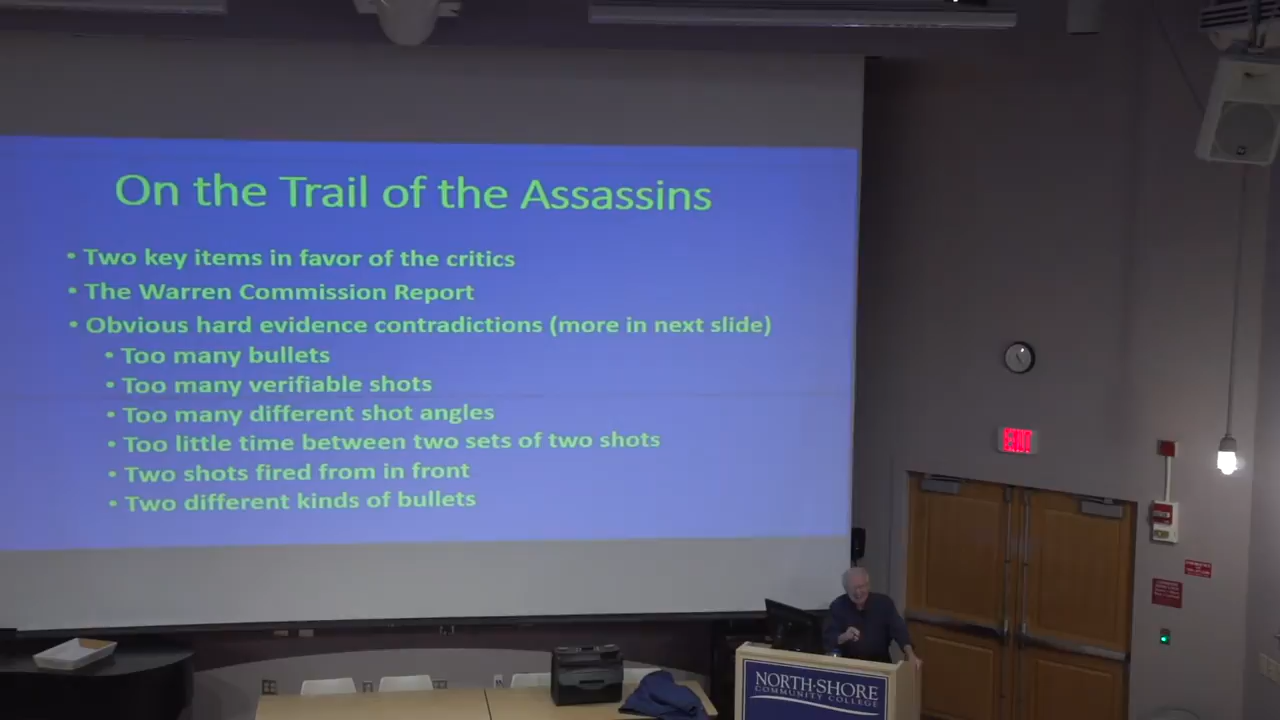 On the Trail of the Assassins
• Two key items in favor of the critics
• The Warren Commission Report
• Obvious hard evidence contradictions (more in next slide)
• Too many bullets
• Too many verifiable shots
• Too many different shot angles
• Too little time between two sets of two shots
• Two shots fired from in front
• Two different kinds of bullets
EXIT
NORTH·SHORE
COMMUNITY COLLEGE